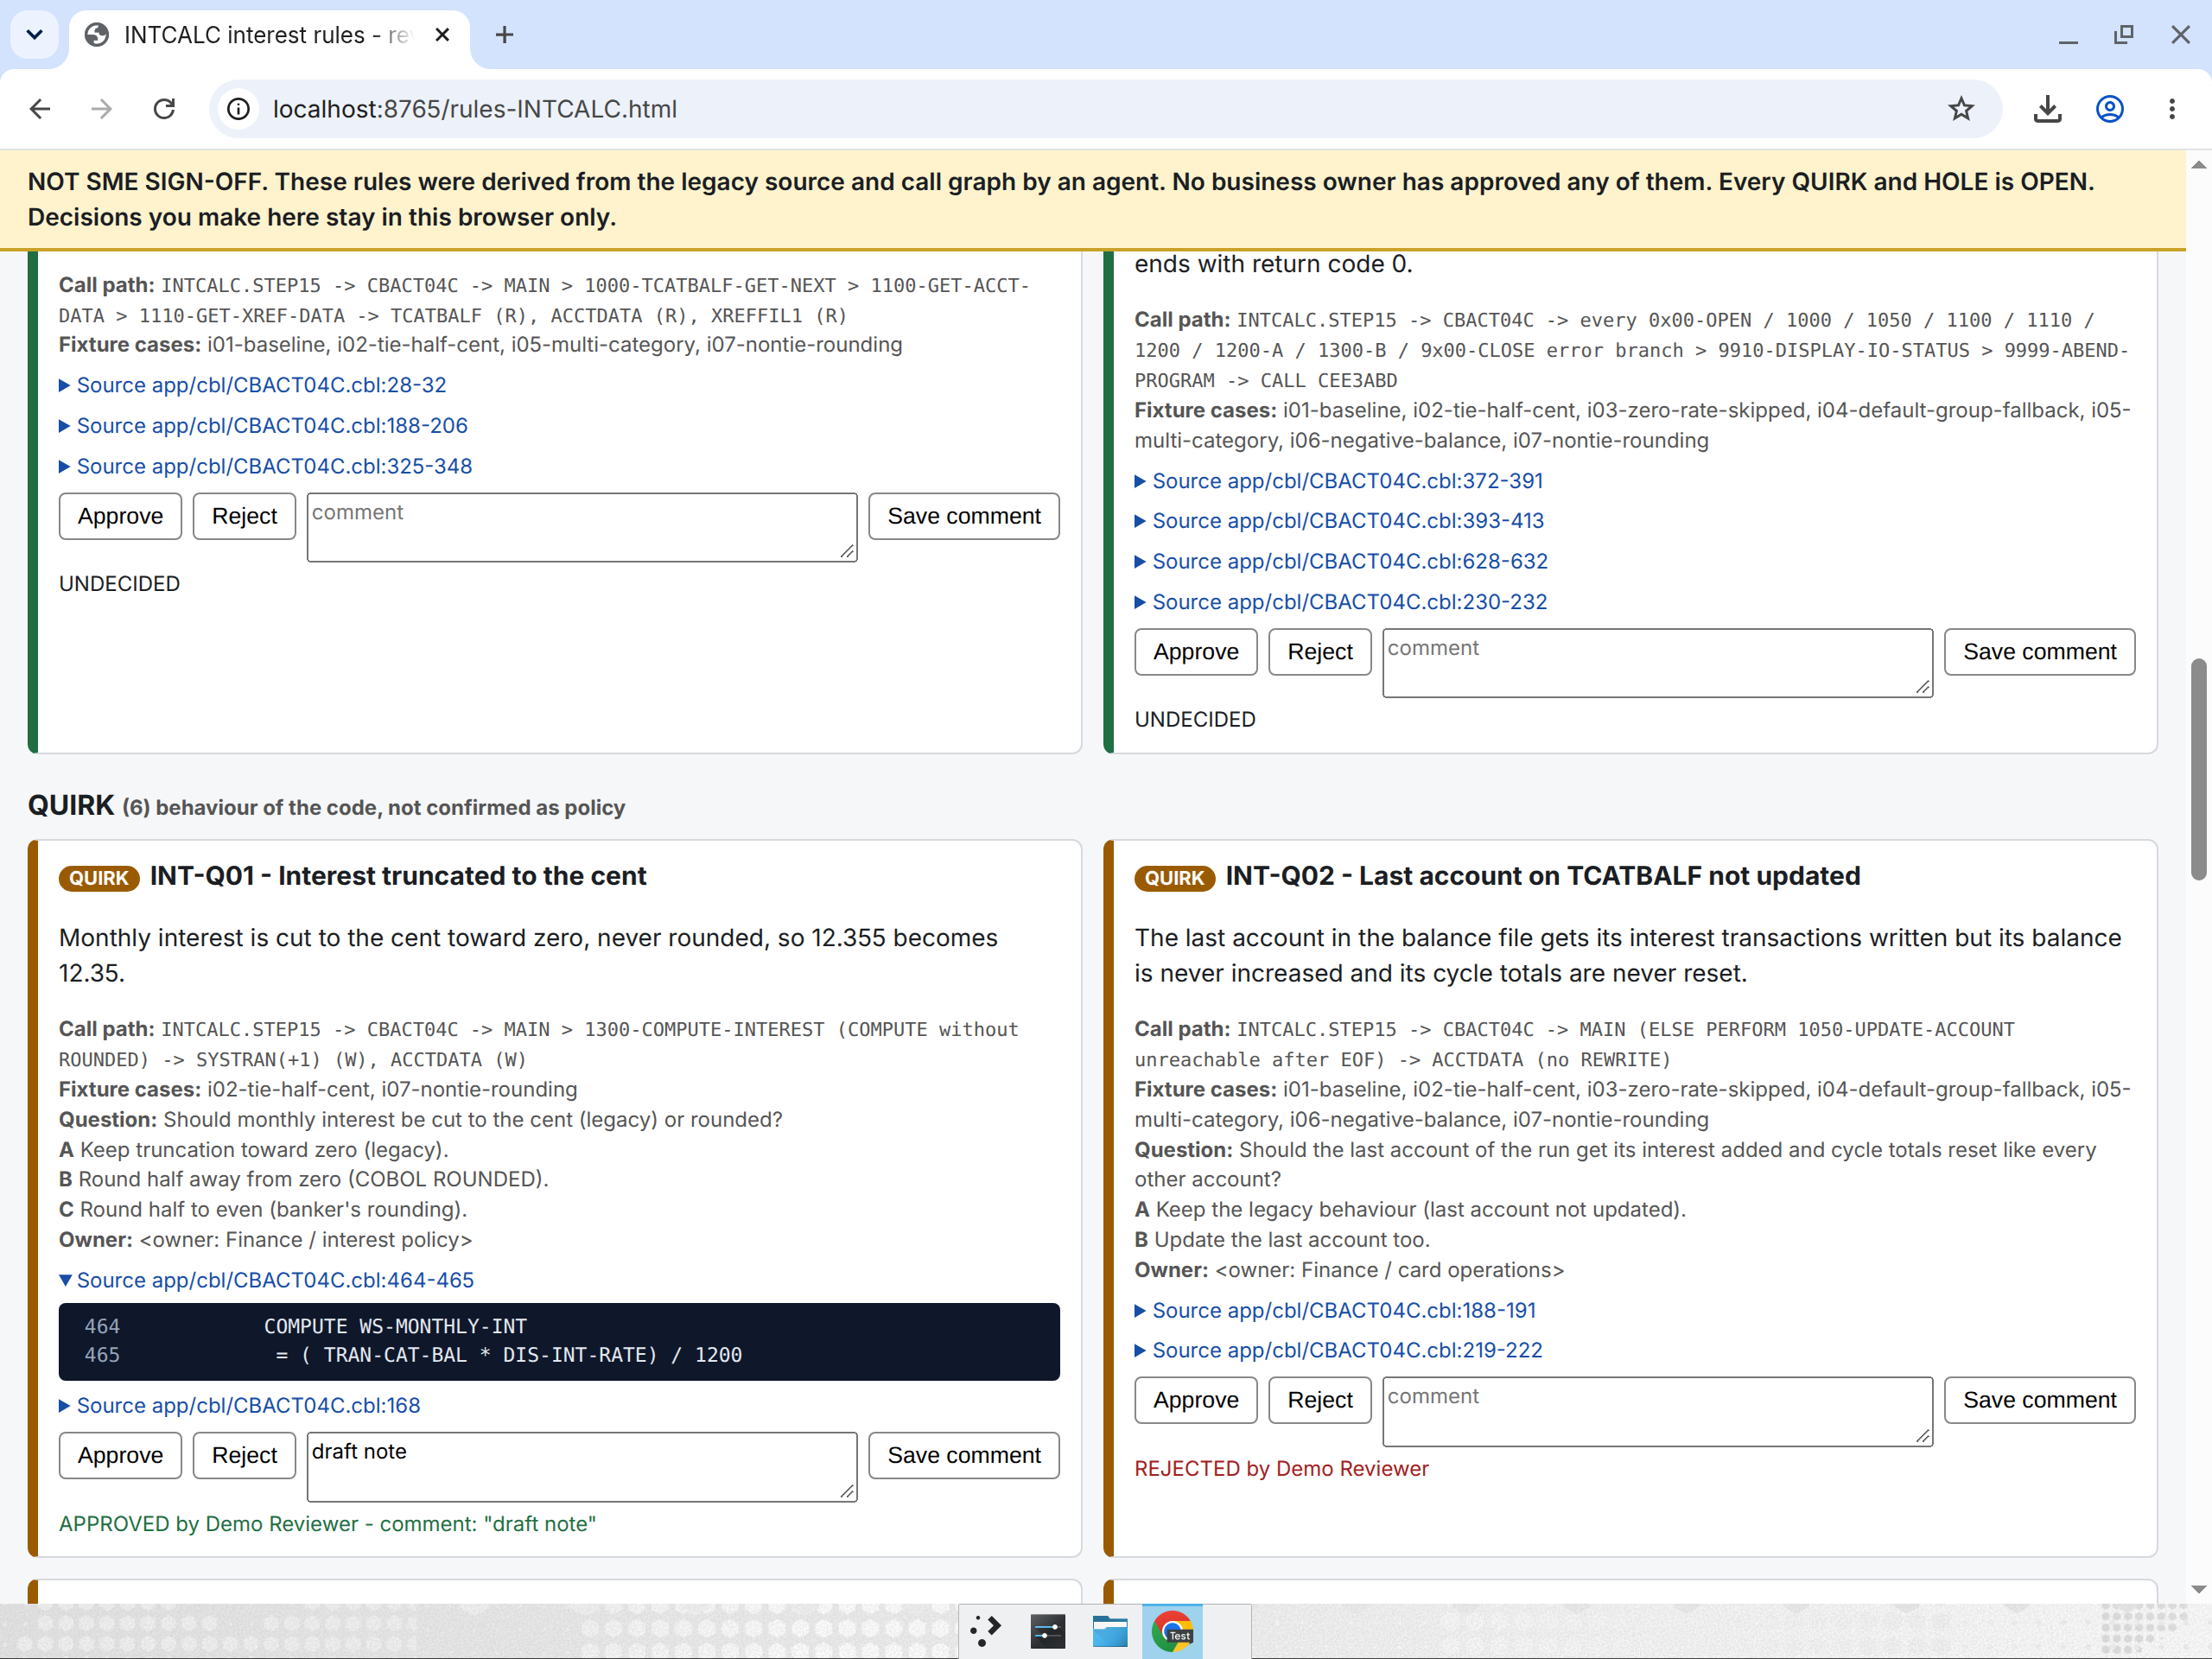 INTCALC interest rules - re
localhost:8765/rules-INTCALC.html
NOT SME SIGN-OFF. These rules were derived from the legacy source and call graph by an agent. No business owner has approved any of them. Every QUIRK and HOLE is OPEN.
Decisions you make here stay in this browser only.
Call path: INTCALC.STEP15 -> CBACT04C -> MAIN > 1000-TCATBALF-GET-NEXT > 1100-GET-ACCT-
DATA > 1110-GET-XREF-DATA -> TCATBALF (R), ACCTDATA (R), XREFFIL1 (R)
Fixture cases: i01-baseline, i02-tie-half-cent, i05-multi-category, i07-nontie-rounding
Source app/cbl/CBACT04C.cbl:28-32
Source app/cbl/CBACT04C.cbl:188-206
Source app/cbl/CBACT04C.cbl:325-348
Approve Reject comment Save comment
UNDECIDED
ends with return code 0.
Call path: INTCALC.STEP15 -> CBACT04C -> every 0x00-OPEN / 1000 / 1050 / 1100 / 1110 /
1200 / 1200-A / 1300-B / 9x00-CLOSE error branch > 9910-DISPLAY-IO-STATUS > 9999-ABEND-
PROGRAM -> CALL CEE3ABD
Fixture cases: i01-baseline, i02-tie-half-cent, i03-zero-rate-skipped, i04-default-group-fallback, i05-
multi-category, i06-negative-balance, i07-nontie-rounding
Source app/cbl/CBACT04C.cbl:372-391
Source app/cbl/CBACT04C.cbl:393-413
Source app/cbl/CBACT04C.cbl:628-632
Source app/cbl/CBACT04C.cbl:230-232
Approve Reject comment Save comment
UNDECIDED
QUIRK (6) behaviour of the code, not confirmed as policy
QUIRK INT-Q01 - Interest truncated to the cent
Monthly interest is cut to the cent toward zero, never rounded, so 12.355 becomes
12.35.
Call path: INTCALC.STEP15 -> CBACT04C -> MAIN > 1300-COMPUTE-INTEREST (COMPUTE without
ROUNDED) -> SYSTRAN(+1) (W), ACCTDATA (W)
Fixture cases: i02-tie-half-cent, i07-nontie-rounding
Question: Should monthly interest be cut to the cent (legacy) or rounded?
A Keep truncation toward zero (legacy).
B Round half away from zero (COBOL ROUNDED).
C Round half to even (banker's rounding).
Owner: <owner: Finance / interest policy>
Source app/cbl/CBACT04C.cbl:464-465
464 COMPUTE WS-MONTHLY-INT
465 = ( TRAN-CAT-BAL * DIS-INT-RATE) / 1200
Source app/cbl/CBACT04C.cbl:168
Approve Reject draft note Save comment
APPROVED by Demo Reviewer - comment: "draft note"
QUIRK INT-Q02 - Last account on TCATBALF not updated
The last account in the balance file gets its interest transactions written but its balance
is never increased and its cycle totals are never reset.
Call path: INTCALC.STEP15 -> CBACT04C -> MAIN (ELSE PERFORM 1050-UPDATE-ACCOUNT
unreachable after EOF) -> ACCTDATA (no REWRITE)
Fixture cases: i01-baseline, i02-tie-half-cent, i03-zero-rate-skipped, i04-default-group-fallback, i05-
multi-category, i06-negative-balance, i07-nontie-rounding
Question: Should the last account of the run get its interest added and cycle totals reset like every
other account?
A Keep the legacy behaviour (last account not updated).
B Update the last account too.
Owner: <owner: Finance / card operations>
Source app/cbl/CBACT04C.cbl:188-191
Source app/cbl/CBACT04C.cbl:219-222
Approve Reject comment Save comment
REJECTED by Demo Reviewer
Test